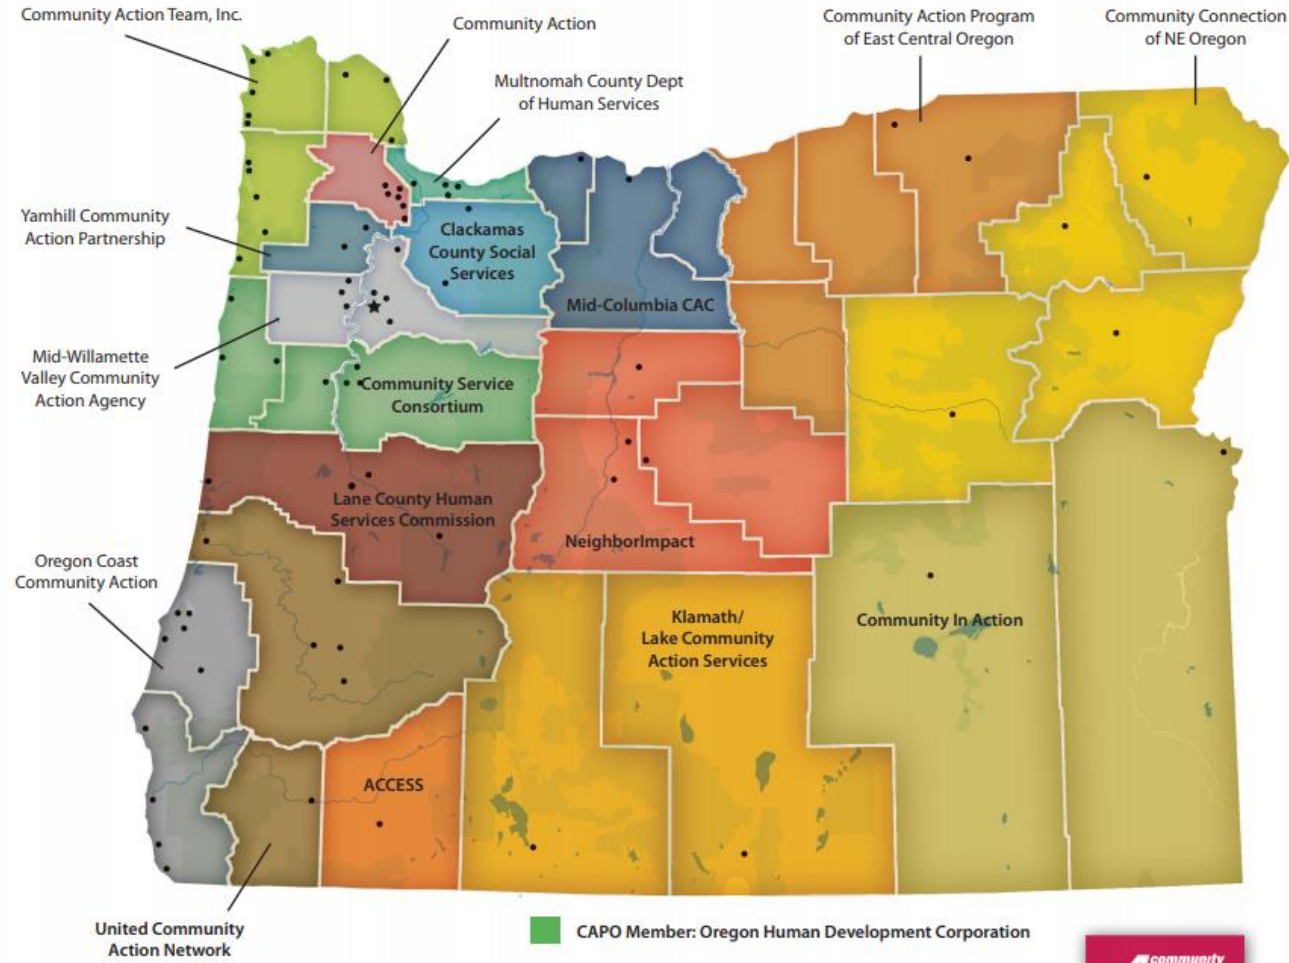 Community Action Team, Inc.
Community Action
Community Action Program
of East Central Oregon
Community Connection
of NE Oregon
Multnomah County Dept
of Human Services
Yamhill Community
Action Partnership
Clackamas
County Social
Services
Mid-Columbia CAC
Mid-Willamette
Valley Community
Action Agency
Community Service
Consortium
Lane County Human
Services Commission
NeighborImpact
Oregon Coast
Community Action
Klamath/
Lake Community
Action Services
Community In Action
ACCESS
United Community
Action Network
CAPO Member: Oregon Human Development Corporation
community